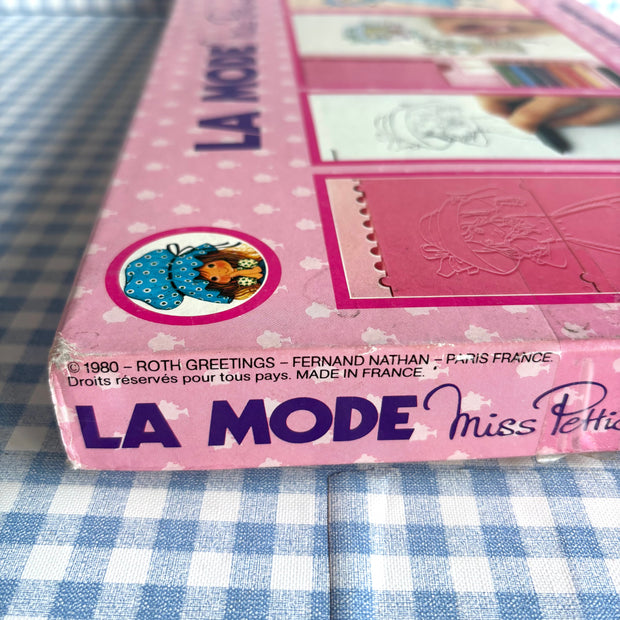 LA MODE
© 1980 – ROTH GREETINGS – FERNAND NATHAN – PARIS FRANCE.
Droits réservés pour tous pays. MADE IN FRANCE.
LA MODE Miss Pettic